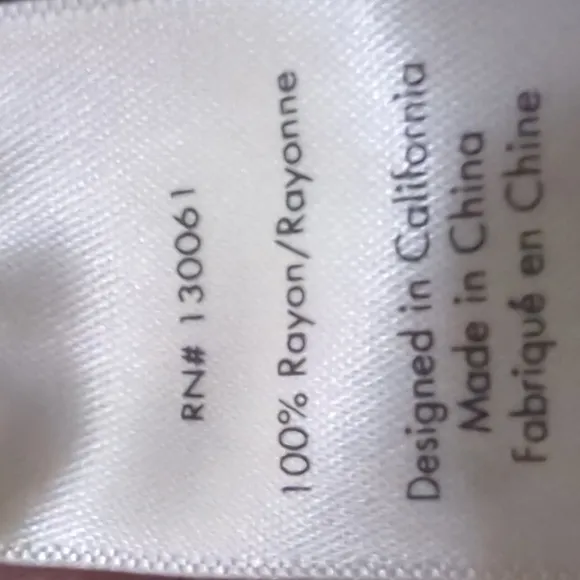 RN# 130061
100% Rayon/Rayonne
Designed in California
Made in China
Fabriqué en Chine